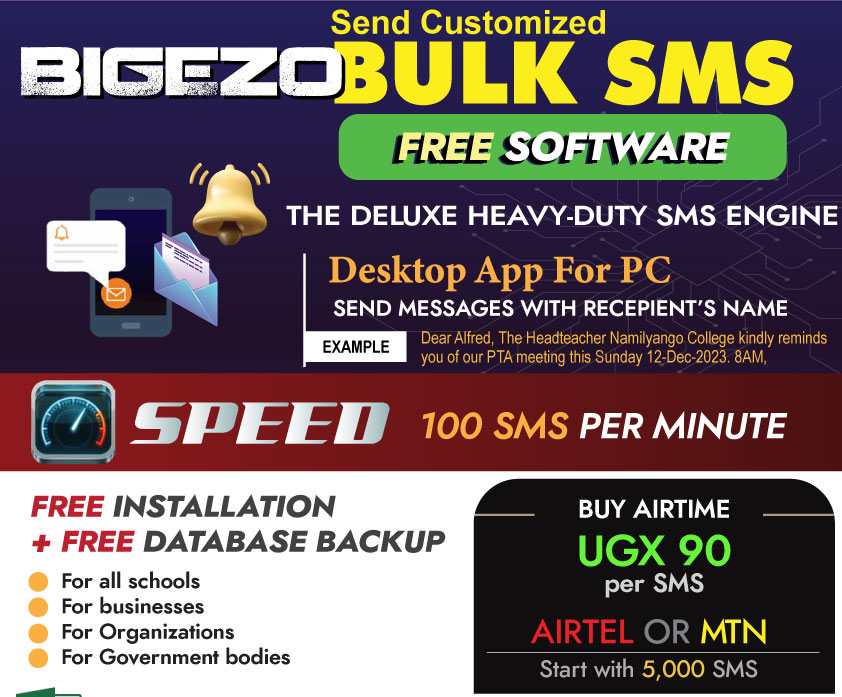 Send Customized
BIGEZO BULK SMS
FREE SOFTWARE
THE DELUXE HEAVY-DUTY SMS ENGINE
Desktop App For PC
SEND MESSAGES WITH RECEPIENT'S NAME
EXAMPLE
Dear Alfred, The Headteacher Namilyango College kindly reminds
you of our PTA meeting this Sunday 12-Dec-2023. 8AM,
SPEED 100 SMS PER MINUTE
FREE INSTALLATION
+ FREE DATABASE BACKUP
For all schools
For businesses
For Organizations
For Government bodies
BUY AIRTIME
UGX 90
per SMS
AIRTEL OR MTN
Start with 5,000 SMS